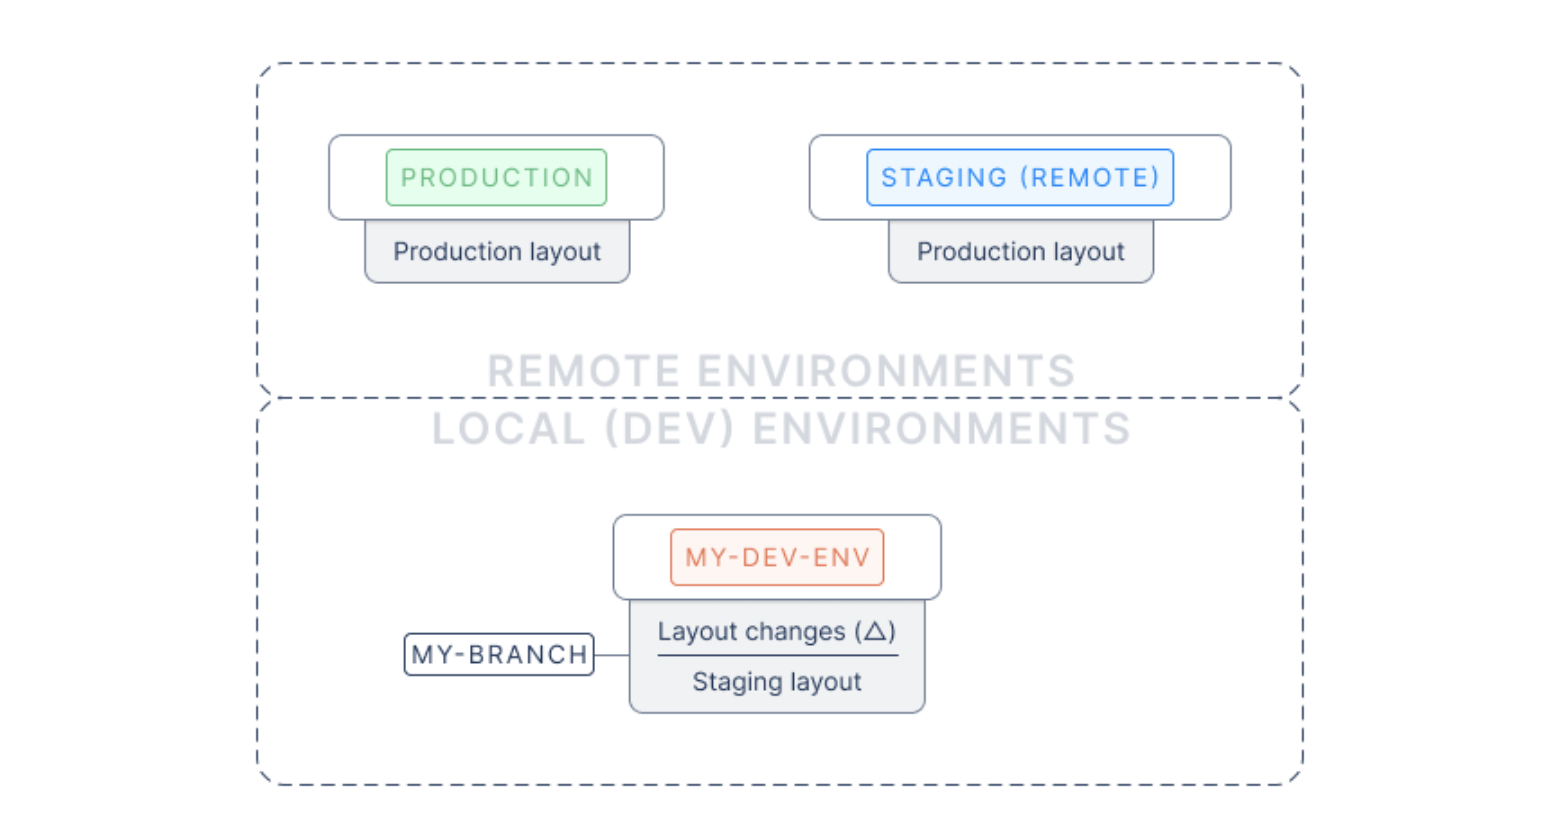 PRODUCTION
STAGING (REMOTE)
Production layout
Production layout
REMOTE ENVIRONMENTS
LOCAL (DEV) ENVIRONMENTS
MY-DEV-ENV
Layout changes (△)
MY-BRANCH
Staging layout